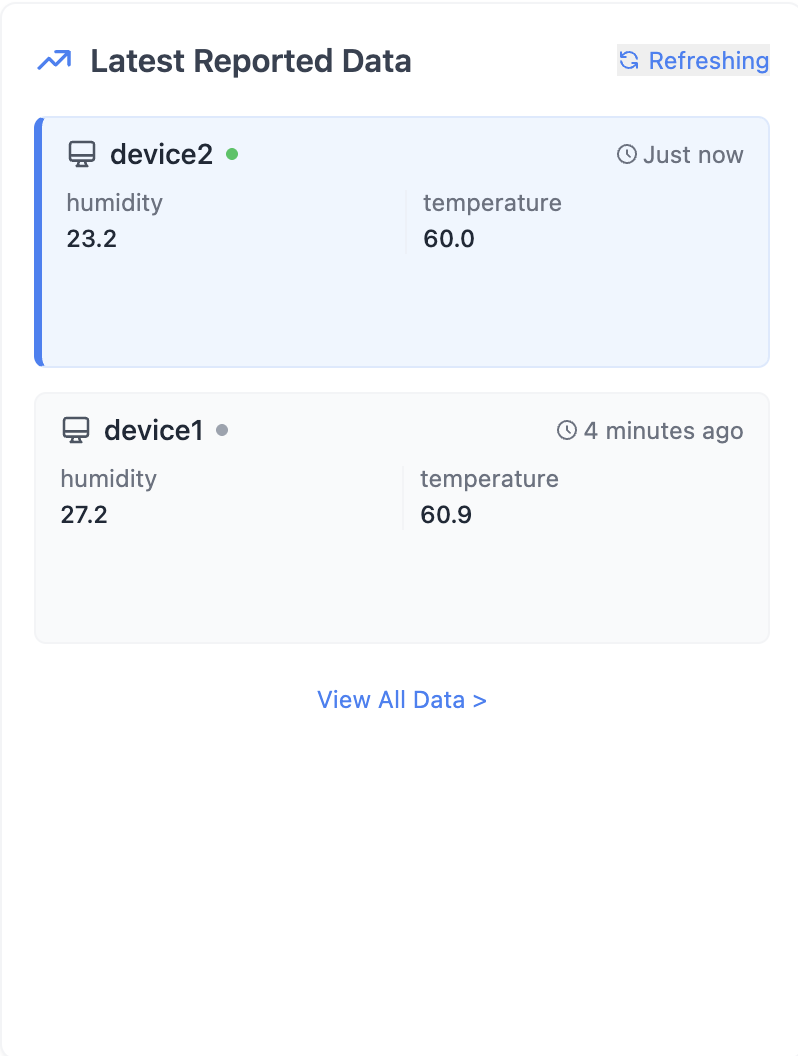 Latest Reported Data
Refreshing
device2
Just now
humidity
temperature
23.2
60.0
device1
4 minutes ago
humidity
temperature
27.2
60.9
View All Data >